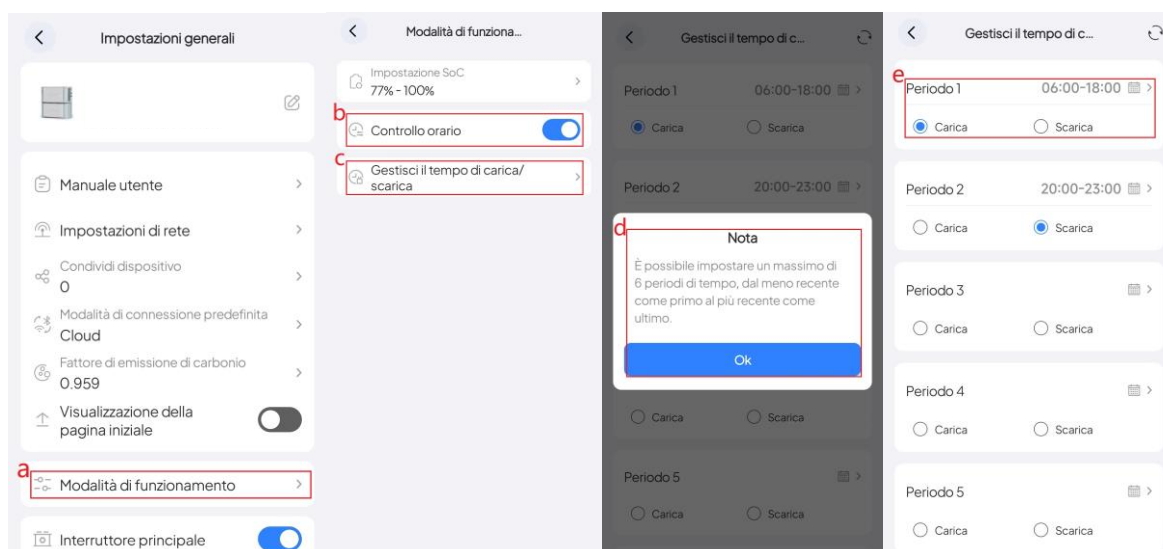 Impostazioni generali
Manuale utente
Impostazioni di rete
Condividi dispositivo
0
Modalità di connessione predefinita
Cloud
Fattore di emissione di carbonio
0.959
Visualizzazione della
pagina iniziale
a
Modalità di funzionamento
Interruttore principale
Modalità di funziona...
Impostazione SoC
77% - 100%
b
Controllo orario
c
Gestisci il tempo di carica/
scarica
Gestisci il tempo di c...
Periodo 1 06:00-18:00
Carica Scarica
Periodo 2 20:00-23:00
d
Nota
È possibile impostare un massimo di
6 periodi di tempo, dal meno recente
come primo al più recente come
ultimo.
Ok
Carica Scarica
Periodo 5
Carica Scarica
Gestisci il tempo di c...
e
Periodo 1 06:00-18:00
Carica Scarica
Periodo 2 20:00-23:00
Carica Scarica
Periodo 3
Carica Scarica
Periodo 4
Carica Scarica
Periodo 5
Carica Scarica